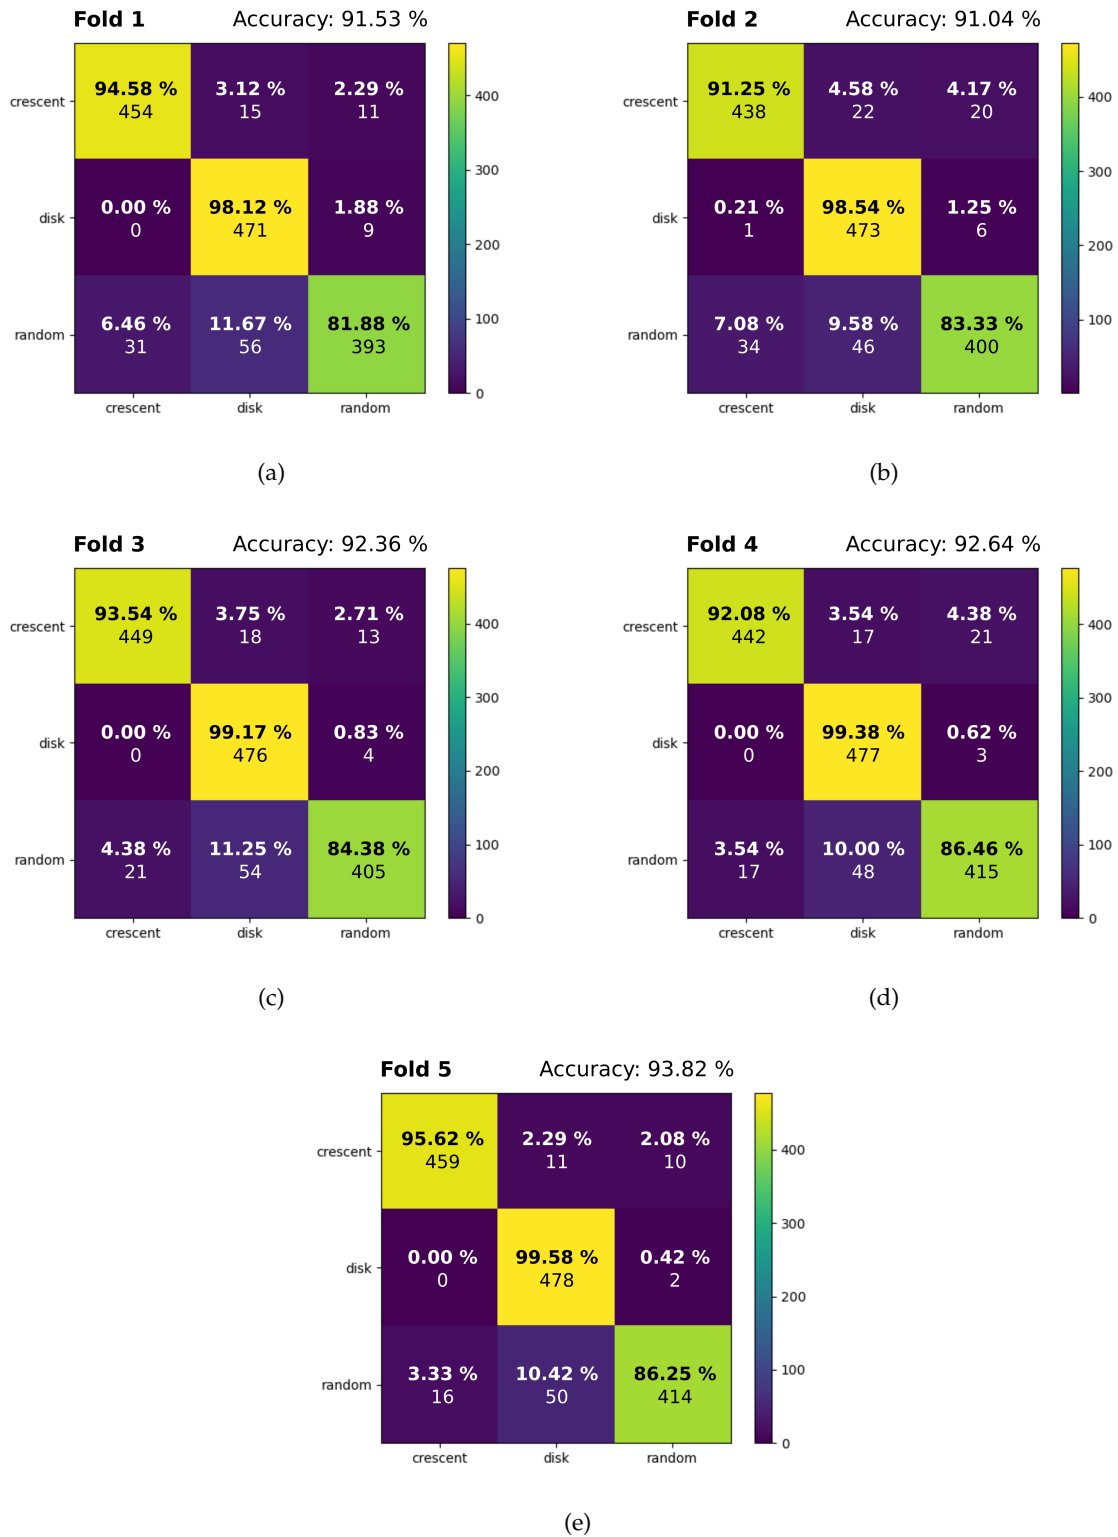 Fold 1 Accuracy: 91.53 %
crescent 94.58 % 3.12 % 2.29 %
454 15 11
disk 0.00 % 98.12 % 1.88 %
0 471 9
random 6.46 % 11.67 % 81.88 %
31 56 393
crescent disk random
400
300
200
100
0
(a)
Fold 2 Accuracy: 91.04 %
crescent 91.25 % 4.58 % 4.17 %
438 22 20
disk 0.21 % 98.54 % 1.25 %
1 473 6
random 7.08 % 9.58 % 83.33 %
34 46 400
crescent disk random
400
300
200
100
(b)
Fold 3 Accuracy: 92.36 %
crescent 93.54 % 3.75 % 2.71 %
449 18 13
disk 0.00 % 99.17 % 0.83 %
0 476 4
random 4.38 % 11.25 % 84.38 %
21 54 405
crescent disk random
400
300
200
100
0
(c)
Fold 4 Accuracy: 92.64 %
crescent 92.08 % 3.54 % 4.38 %
442 17 21
disk 0.00 % 99.38 % 0.62 %
0 477 3
random 3.54 % 10.00 % 86.46 %
17 48 415
crescent disk random
400
300
200
100
0
(d)
Fold 5 Accuracy: 93.82 %
crescent 95.62 % 2.29 % 2.08 %
459 11 10
disk 0.00 % 99.58 % 0.42 %
0 478 2
random 3.33 % 10.42 % 86.25 %
16 50 414
crescent disk random
400
300
200
100
0
(e)